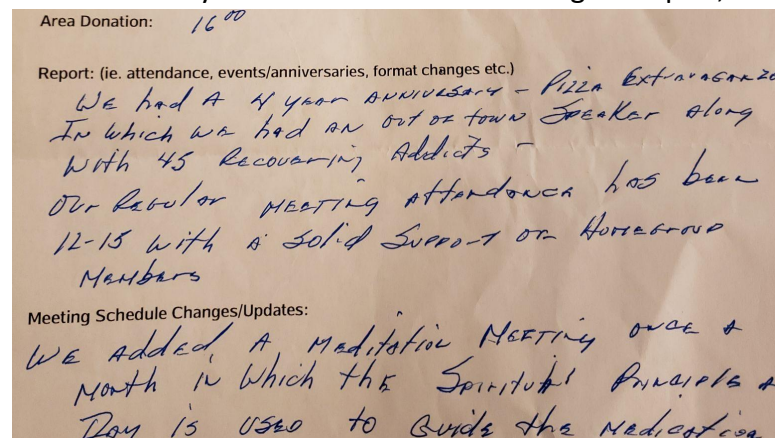 Area Donation: 16 00
Report: (ie. attendance, events/anniversaries, format changes etc.)
We had A 4 year ANNIVERSARY - Pizza Extravaganza
In which we had AN out of town Speaker Along
With 45 Recovering Addicts -
Our Regular MEETING Attendance has been
12-15 with a solid Support of Homegroup
Members
Meeting Schedule Changes/Updates:
WE Added A Meditation MEETING once A
Month in Which the Spiritual Principle A
Day is used to Guide the Meditation